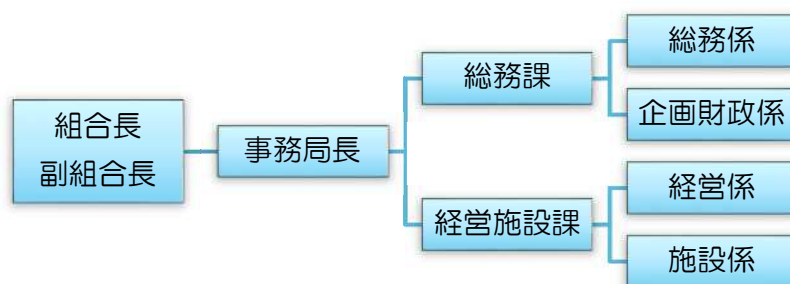 組合長
副組合長
事務局長
総務課
総務係
企画財政係
経営施設課
経営係
施設係